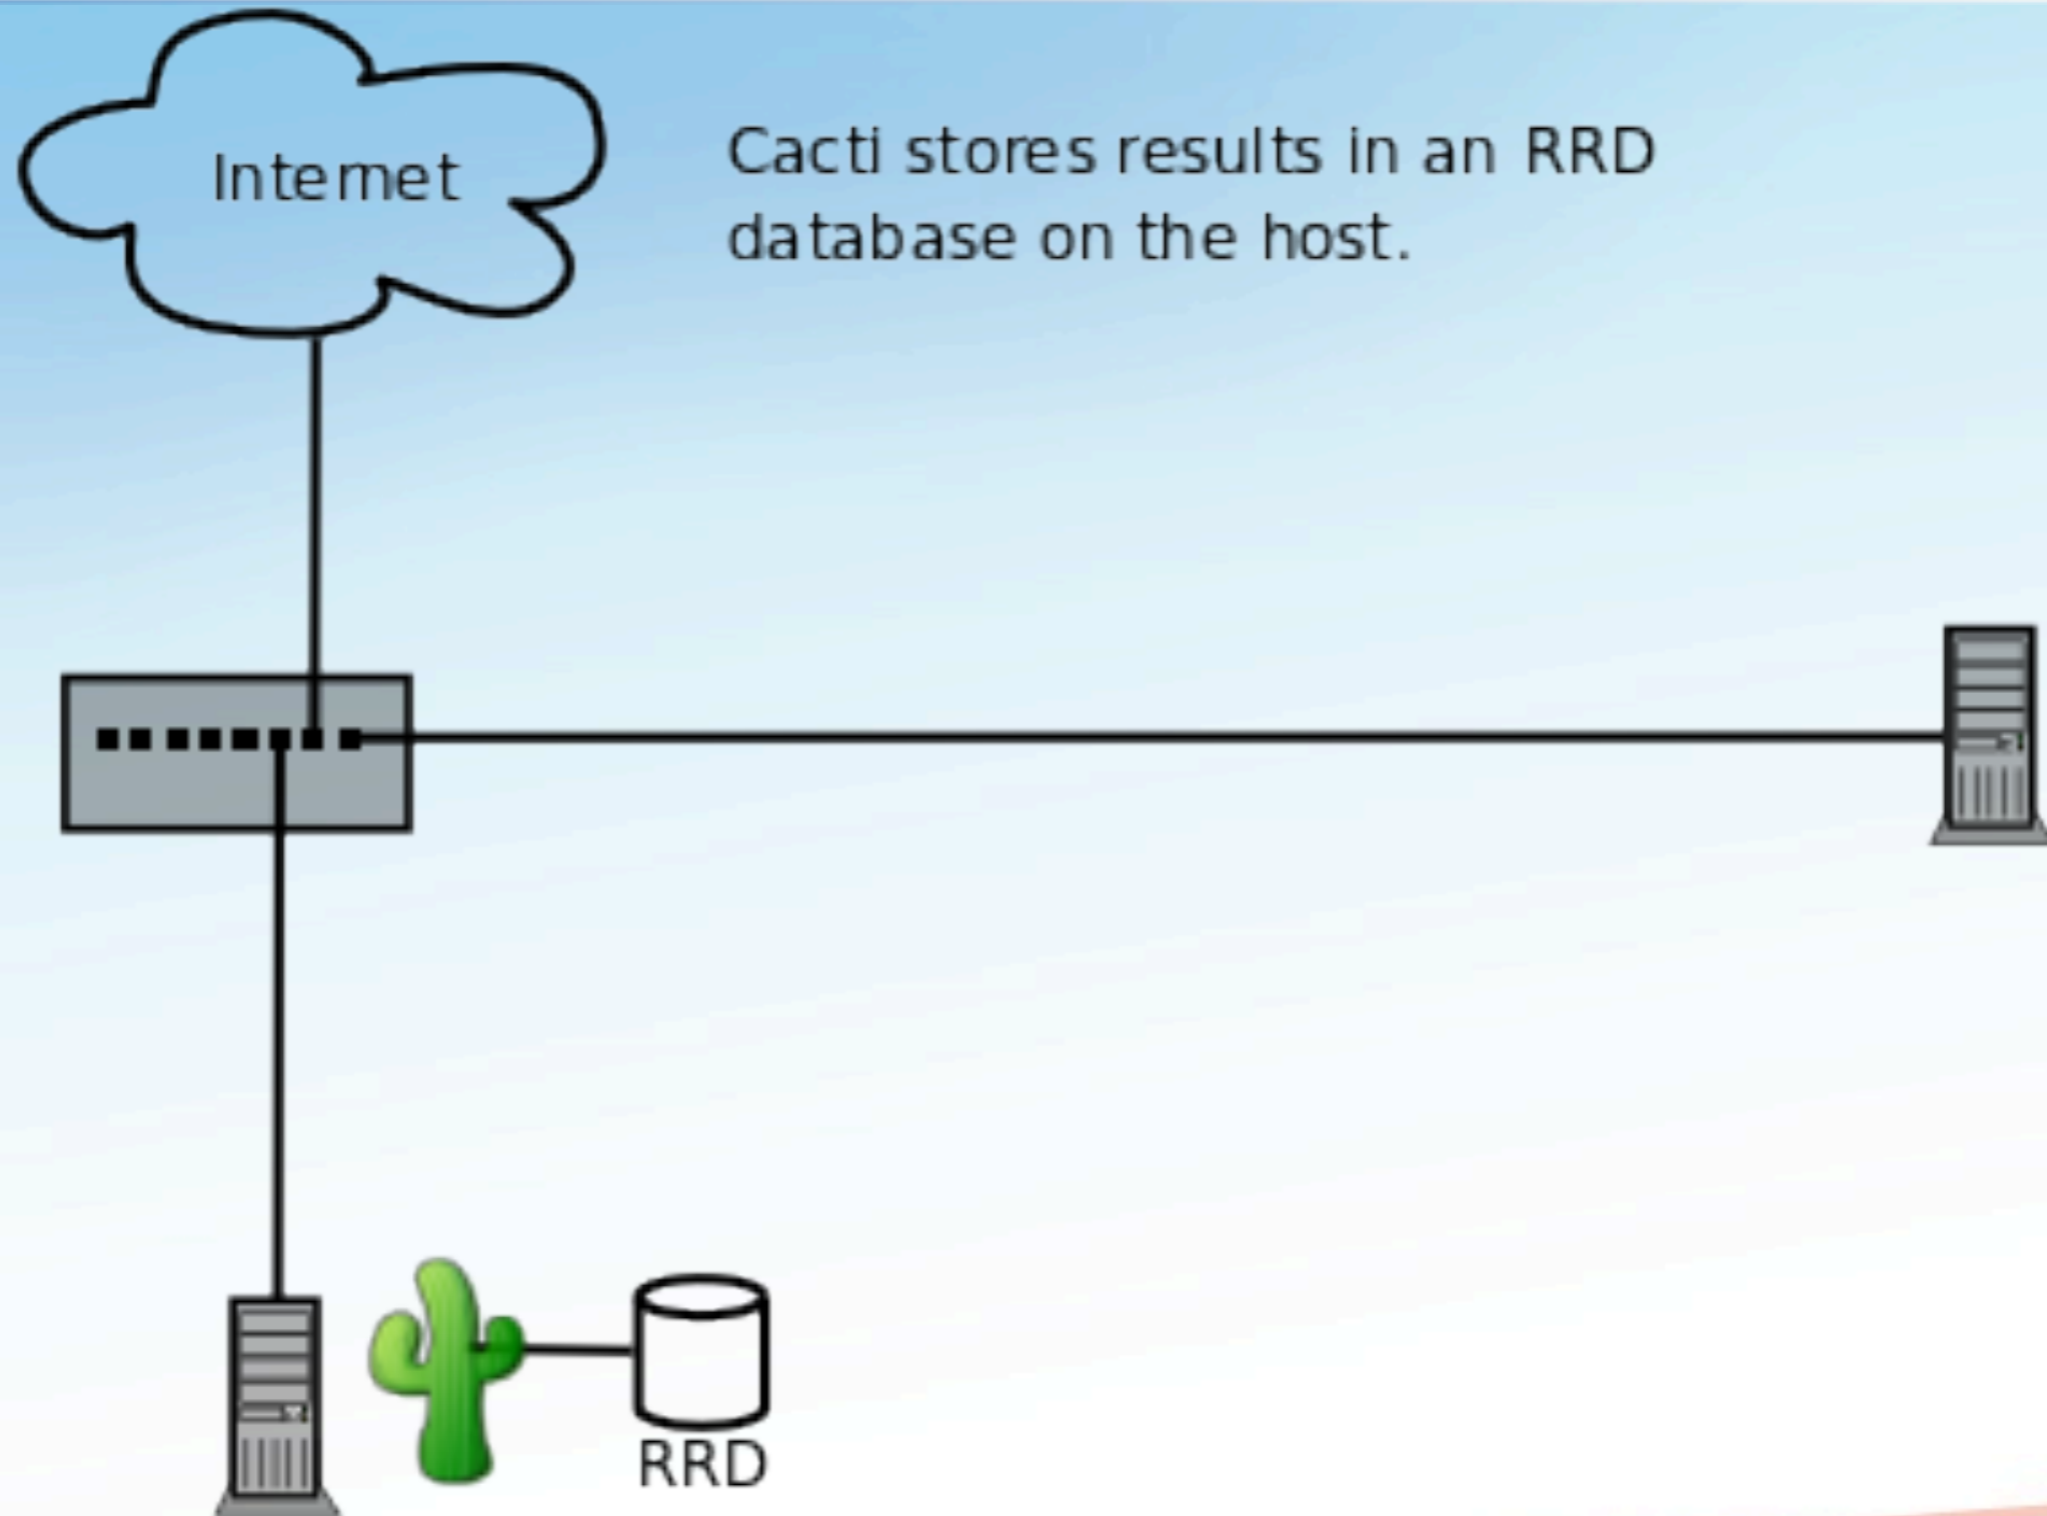 Internet
Cacti stores results in an RRD
database on the host.
RRD